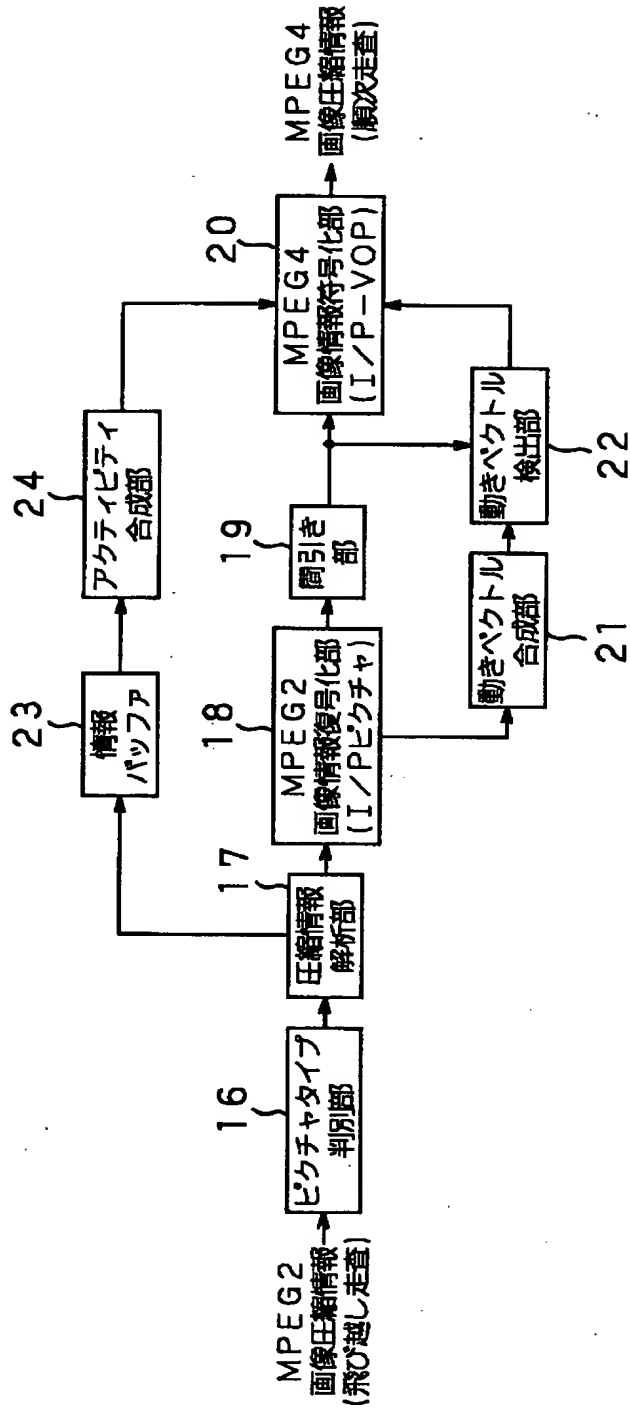 MPEG2
画像圧縮情報
(飛び越し走査)
16
ピクチャタイプ
判別部
17
圧縮情報
解析部
23
情報
バッファ
24
アクティビティ
合成部
18
MPEG2
画像情報復号化部
(I/Pピクチャ)
19
間引き
部
20
MPEG4
画像情報符号化部
(I/P-VOP)
動きベクトル
合成部
21
動きベクトル
検出部
22
MPEG4
画像圧縮情報
(順次走査)